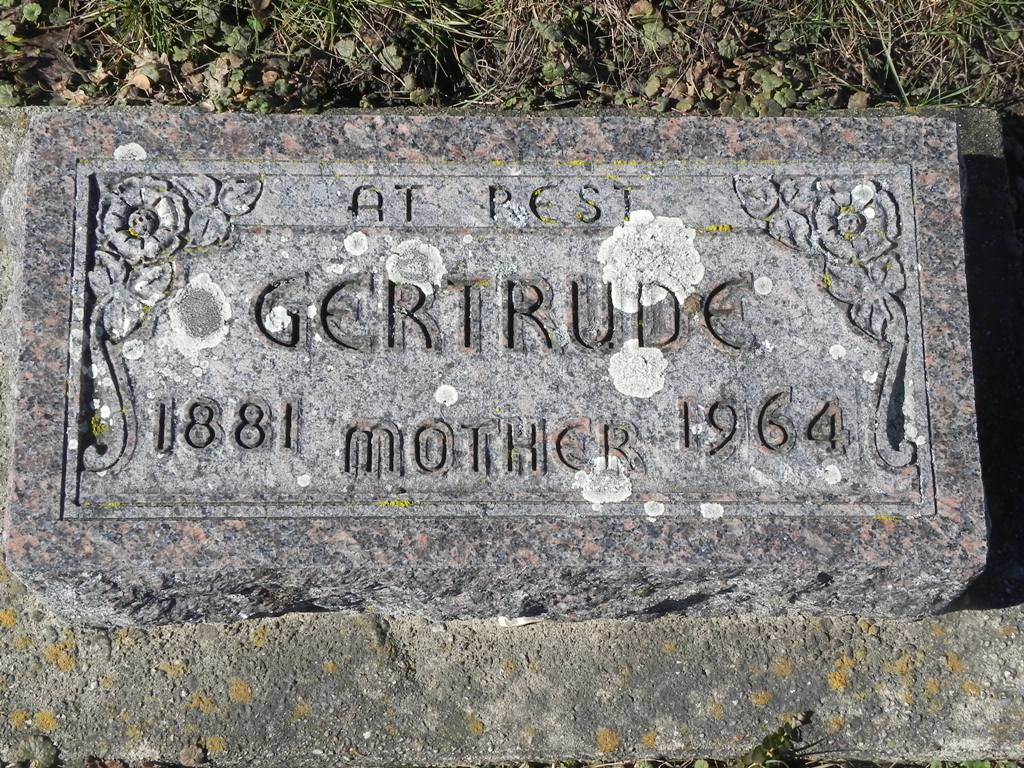 AT REST
GERTRUDE
1881 MOTHER 1964